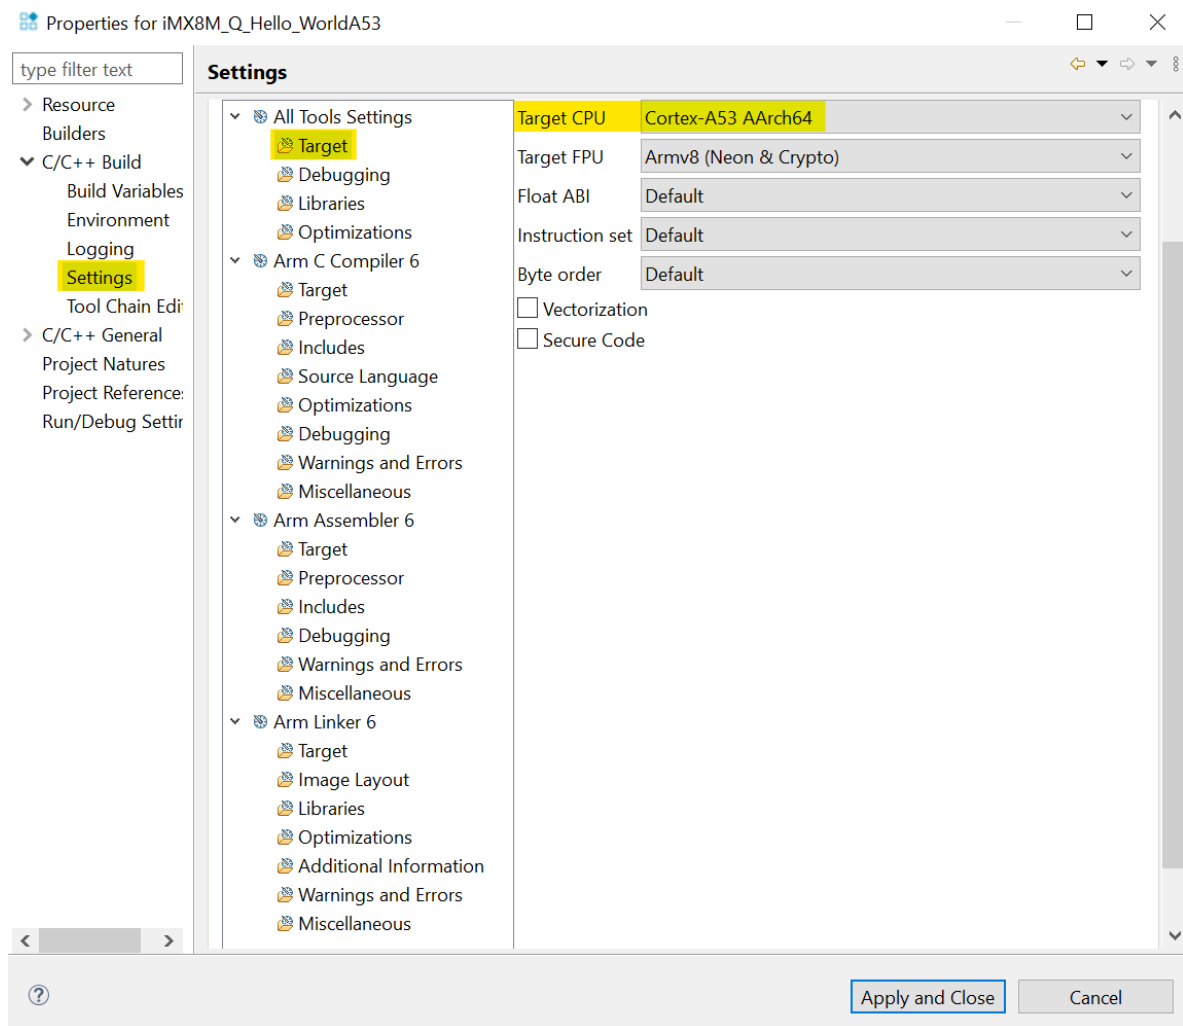 Properties for iMX8M_Q_Hello_WorldA53
type filter text
Resource
Builders
C/C++ Build
Build Variables
Environment
Logging
Settings
Tool Chain Edi
C/C++ General
Project Natures
Project References
Run/Debug Settin
Settings
All Tools Settings
Target
Debugging
Libraries
Optimizations
Arm C Compiler 6
Target
Preprocessor
Includes
Source Language
Optimizations
Debugging
Warnings and Errors
Miscellaneous
Arm Assembler 6
Target
Preprocessor
Includes
Debugging
Warnings and Errors
Miscellaneous
Arm Linker 6
Target
Image Layout
Libraries
Optimizations
Additional Information
Warnings and Errors
Miscellaneous
Target CPU Cortex-A53 AArch64
Target FPU Armv8 (Neon & Crypto)
Float ABI Default
Instruction set Default
Byte order Default
Vectorization
Secure Code
Apply and Close Cancel